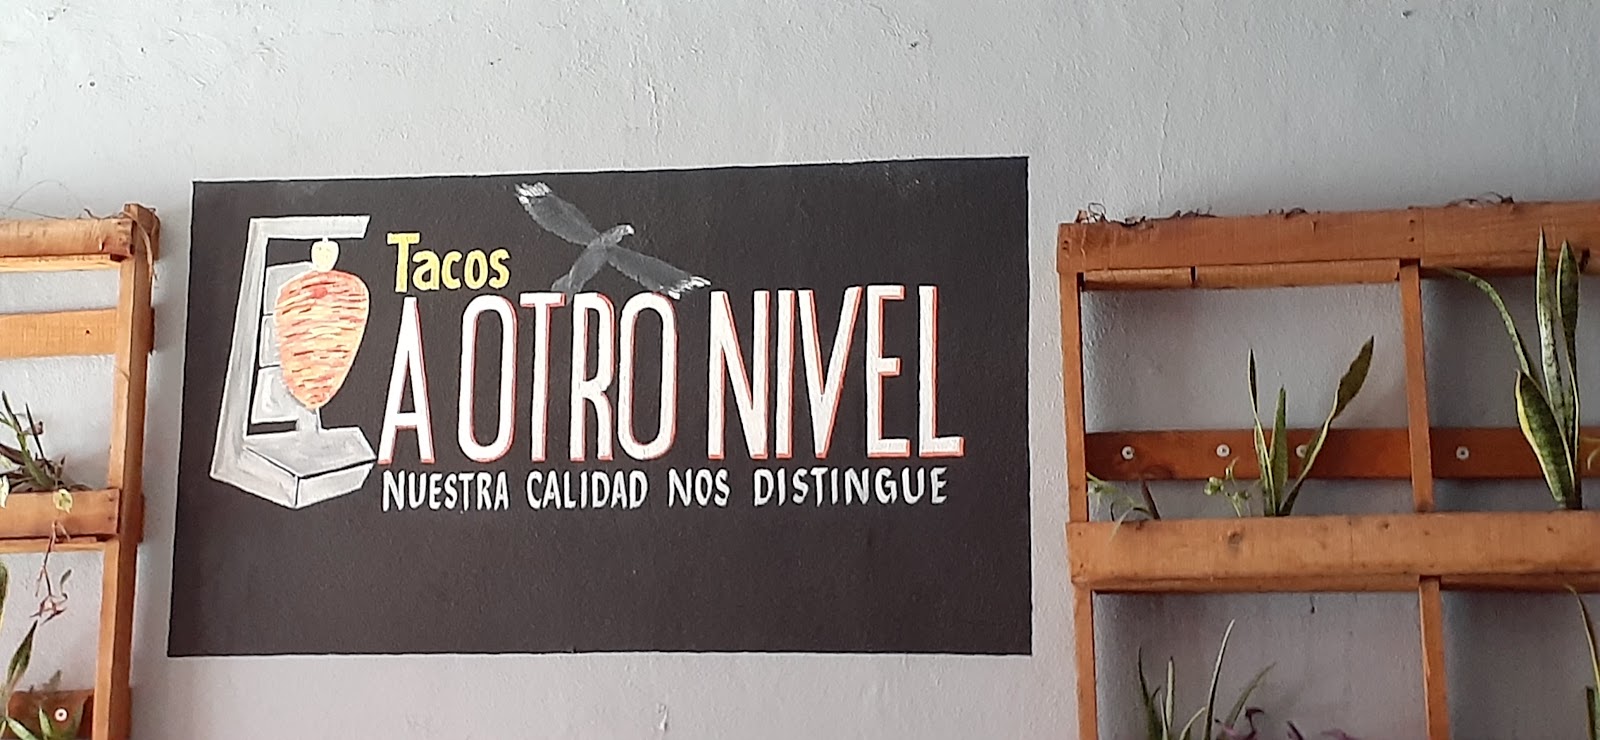 Tacos
A OTRO NIVEL
NUESTRA CALIDAD NOS DISTINGUE